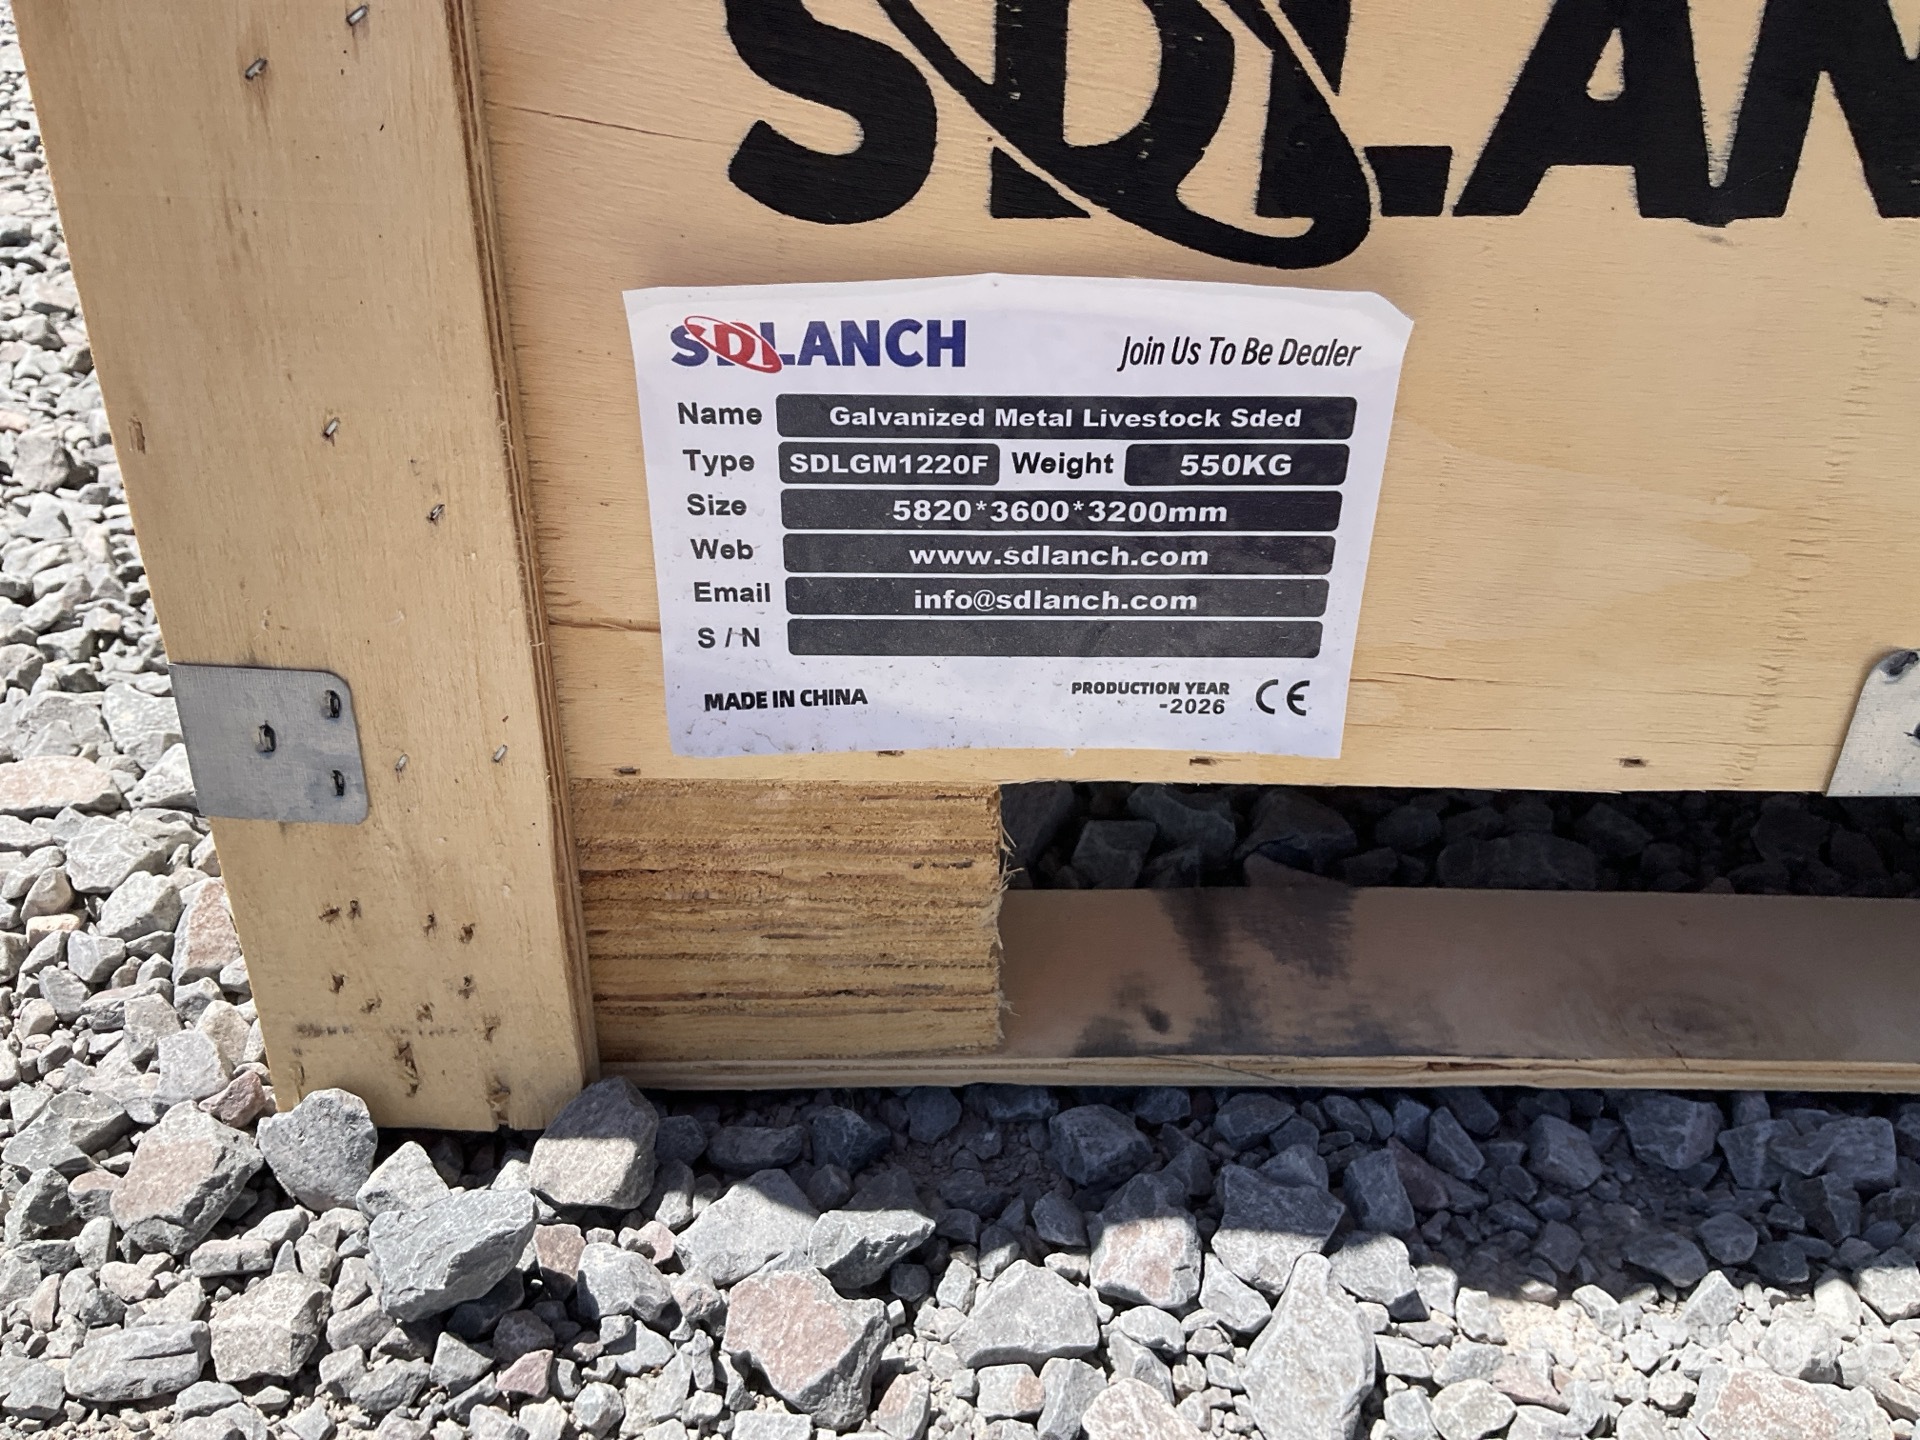 SDLAN
SDLANCH Join Us To Be Dealer
Name Galvanized Metal Livestock Sded
Type SDLGM1220F Weight 550KG
Size 5820*3600*3200mm
Web www.sdlanch.com
Email info@sdlanch.com
S / N
MADE IN CHINA PRODUCTION YEAR CE
-2026